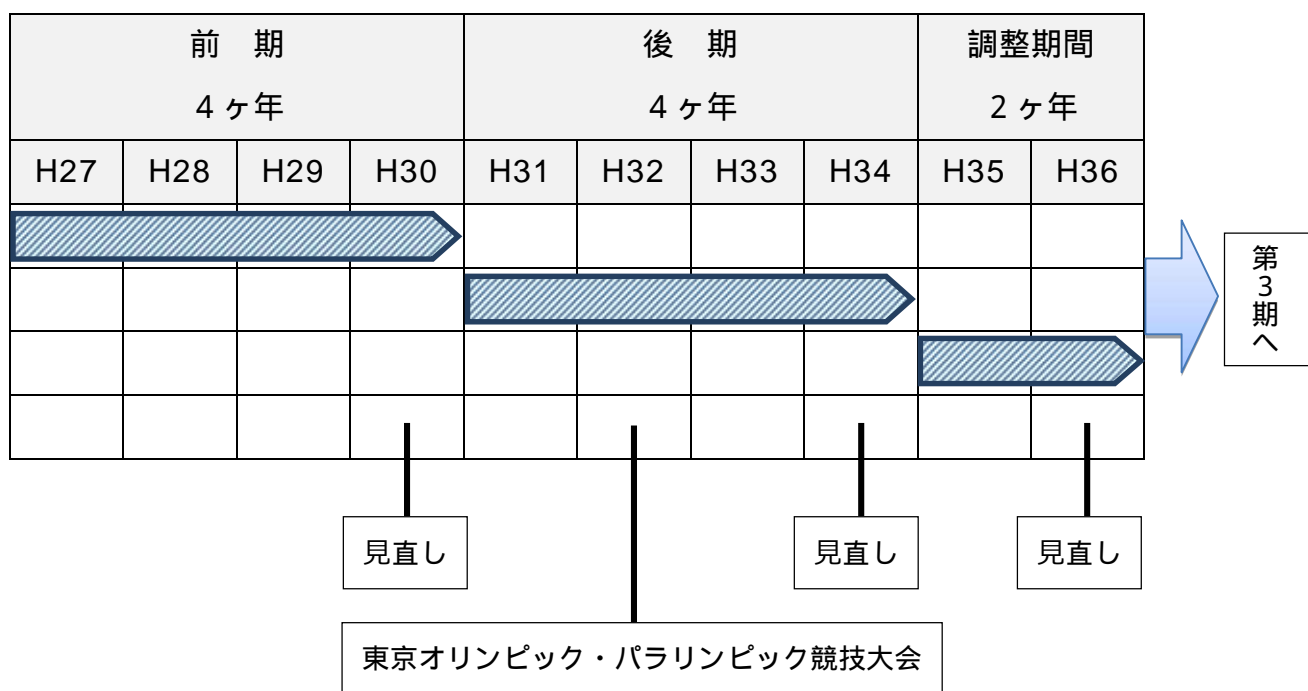 前　期
4ヶ年
後　期
4ヶ年
調整期間
2ヶ年
H27 H28 H29 H30 H31 H32 H33 H34 H35 H36
第3期へ
見直し
見直し
見直し
東京オリンピック・パラリンピック競技大会